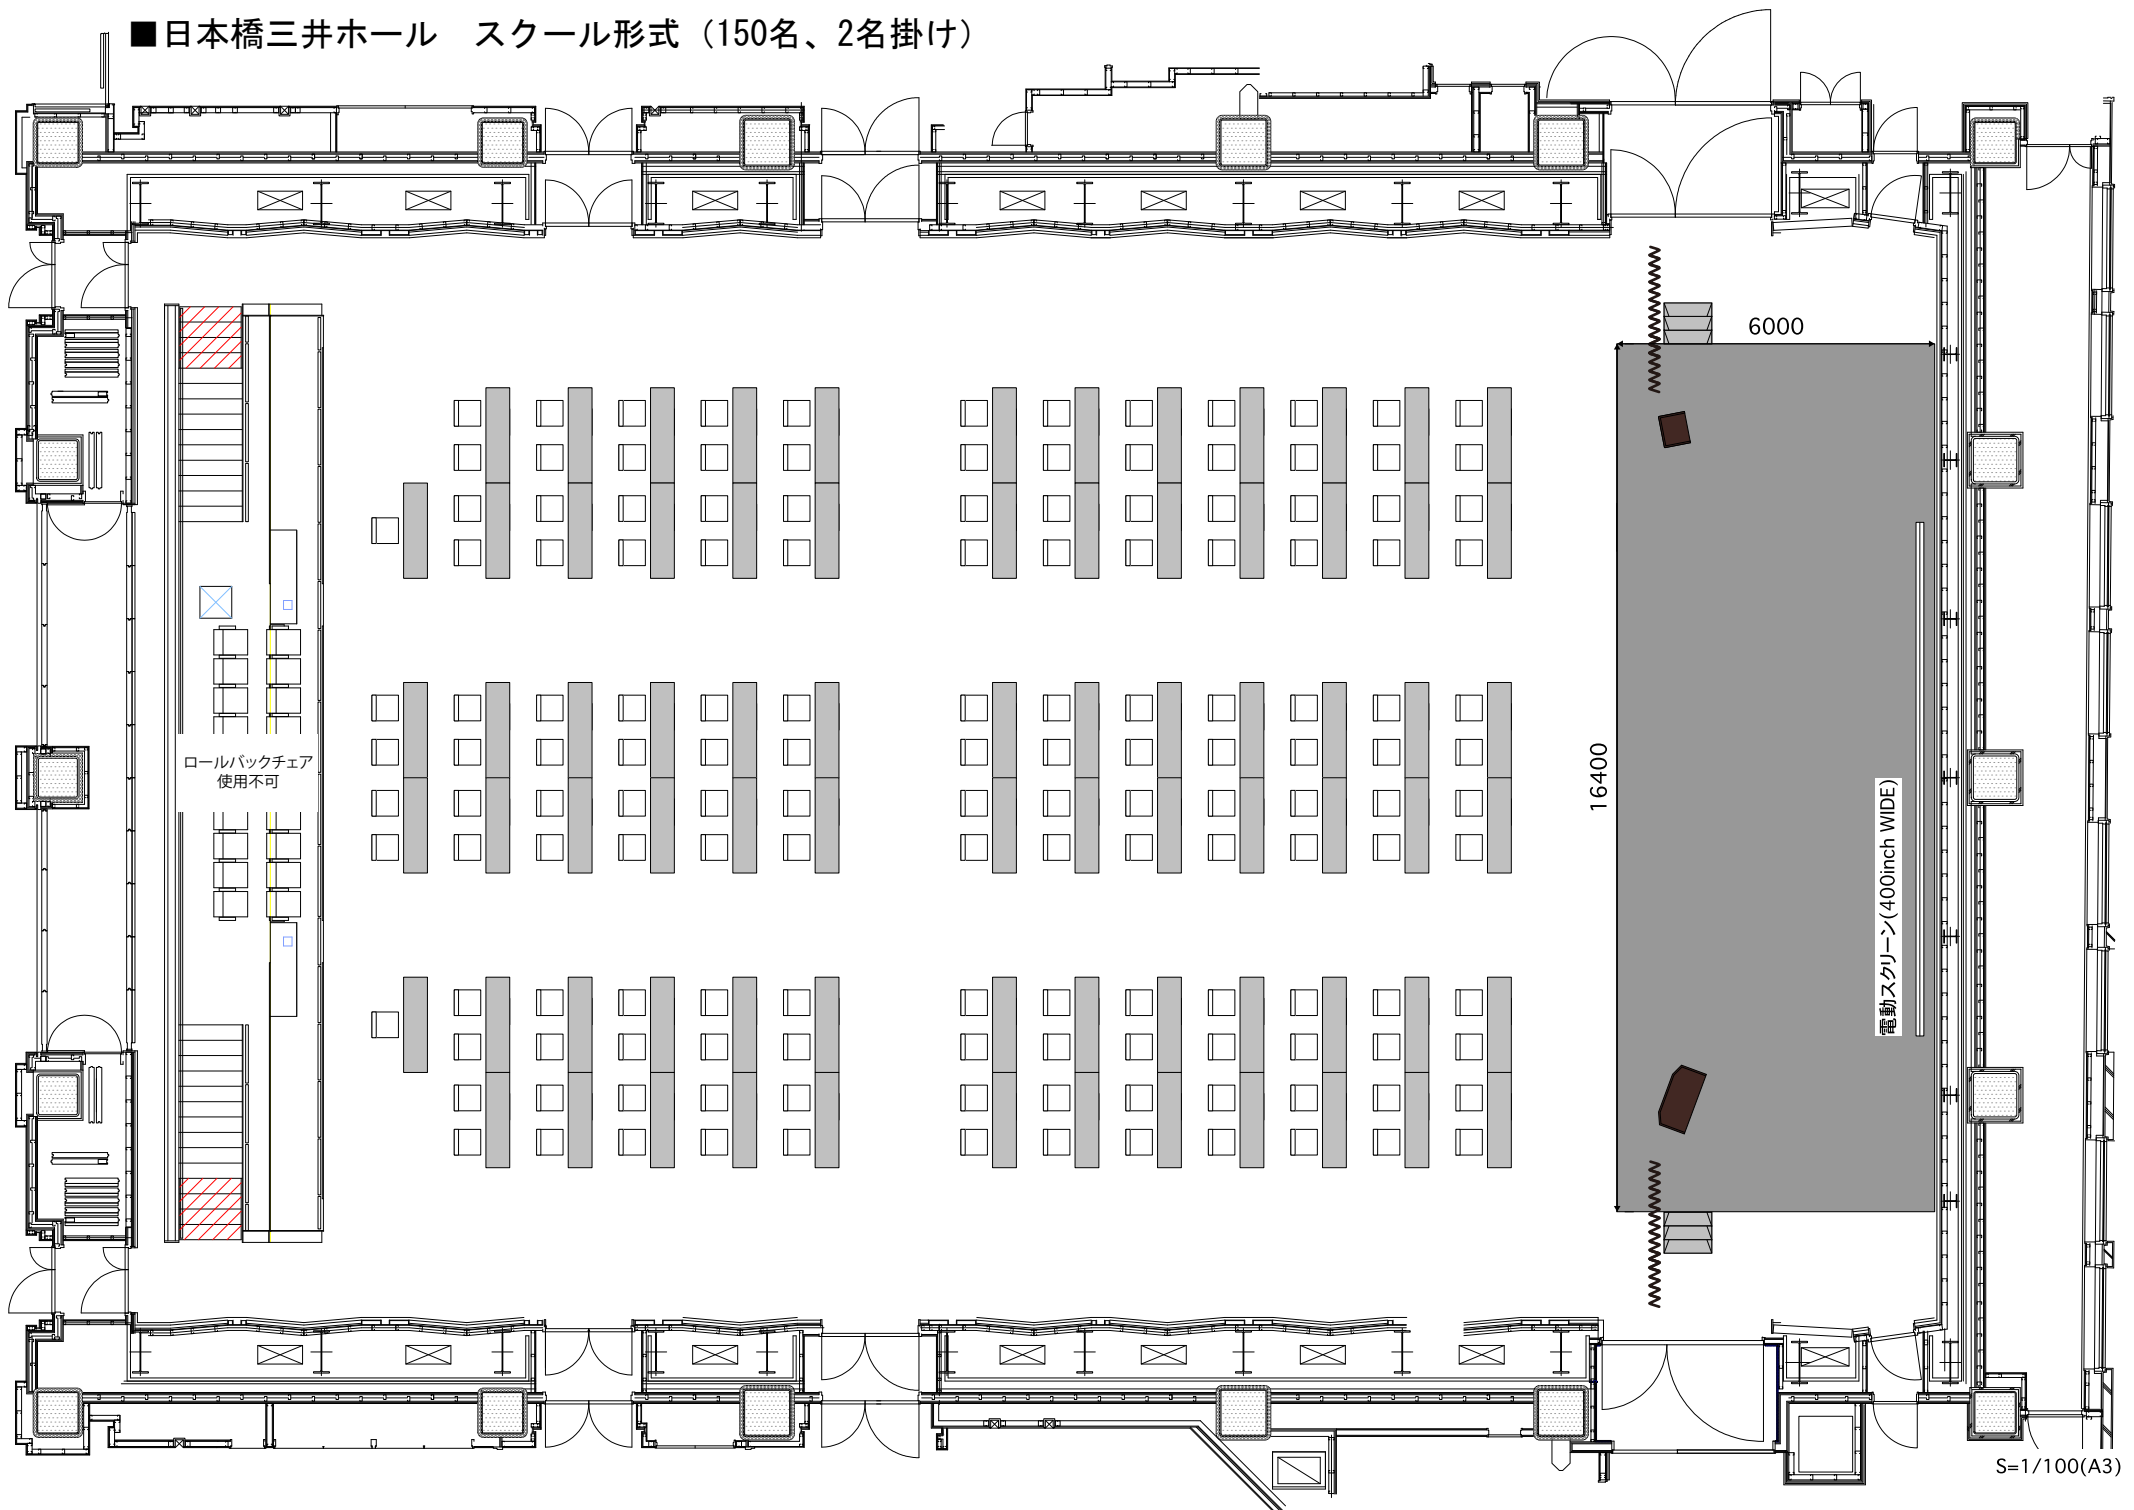 ■日本橋三井ホール　スクール形式（150名、2名掛け）
6000
16400
ロールバックチェア
使用不可
電動スクリーン(400inch WIDE)
S=1/100(A3)